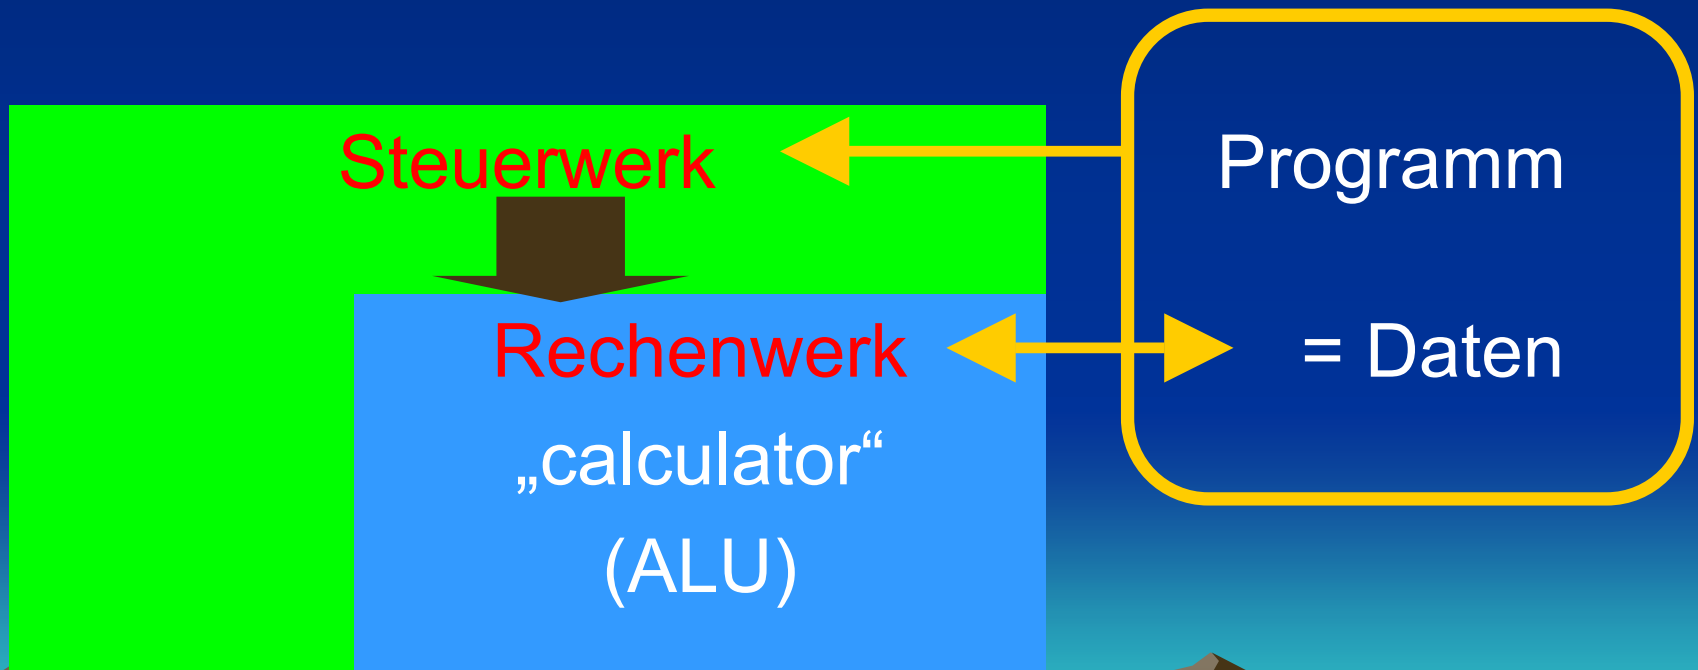 Steuerwerk
Programm
Rechenwerk
= Daten
„calculator“
(ALU)